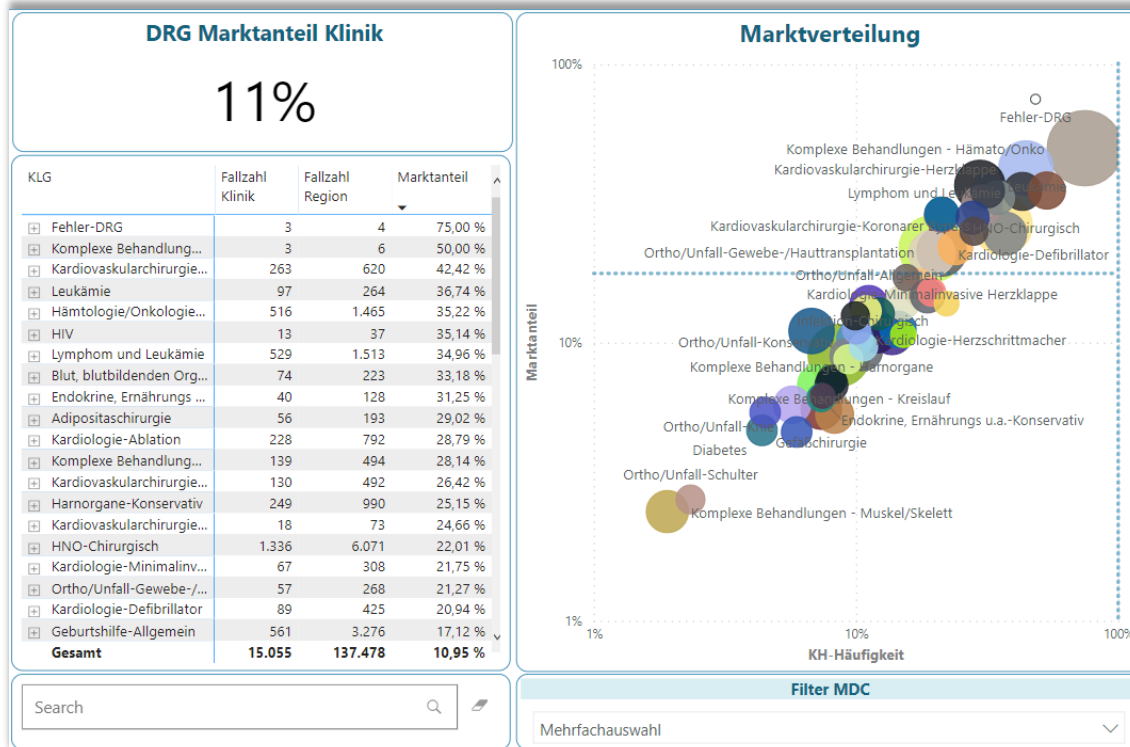 DRG Marktanteil Klinik
11%
KLG Fallzahl Klinik Fallzahl Region Marktanteil
Fehler-DRG 3 4 75,00 %
Komplexe Behandlung... 3 6 50,00 %
Kardiovaskularchirurgie... 263 620 42,42 %
Leukämie 97 264 36,74 %
Hämtologie/Onkologie... 516 1.465 35,22 %
HIV 13 37 35,14 %
Lymphom und Leukämie 529 1.513 34,96 %
Blut, blutbildenden Org... 74 223 33,18 %
Endokrine, Ernährungs ... 40 128 31,25 %
Adipositaschirurgie 56 193 29,02 %
Kardiologie-Ablation 228 792 28,79 %
Komplexe Behandlung... 139 494 28,14 %
Kardiovaskularchirurgie... 130 492 26,42 %
Harnorgane-Konservativ 249 990 25,15 %
Kardiovaskularchirurgie... 18 73 24,66 %
HNO-Chirurgisch 1.336 6.071 22,01 %
Kardiologie-Minimalinv... 67 308 21,75 %
Ortho/Unfall-Gewebe-/... 57 268 21,27 %
Kardiologie-Defibrillator 89 425 20,94 %
Geburtshilfe-Allgemein 561 3.276 17,12 %
Gesamt 15.055 137.478 10,95 %
Search
Marktverteilung
100%
Fehler-DRG
Komplexe Behandlungen - Hämato/Onko
Kardiovaskularchirurgie-Herzklappe
Lymphom und Leukämie
Leukämie
Kardiovaskularchirurgie-Koronarer
HNO-Chirurgisch
Ortho/Unfall-Gewebe-/Hauttransplantation
Kardiologie-Defibrillator
Ortho/Unfall-Allgemein
Kardiologie-Minimalinvasive Herzklappe
Infektion-Chirurgisch
10%
Ortho/Unfall-Konservativ
Kardiologie-Herzschrittmacher
Komplexe Behandlungen - Harnorgane
Komplexe Behandlungen - Kreislauf
Endokrine, Ernährungs u.a.-Konservativ
Ortho/Unfall-Knie
Gefäßchirurgie
Diabetes
Ortho/Unfall-Schulter
Komplexe Behandlungen - Muskel/Skelett
1%
1% 10% 100%
Marktanteil
KH-Häufigkeit
Filter MDC
Mehrfachauswahl